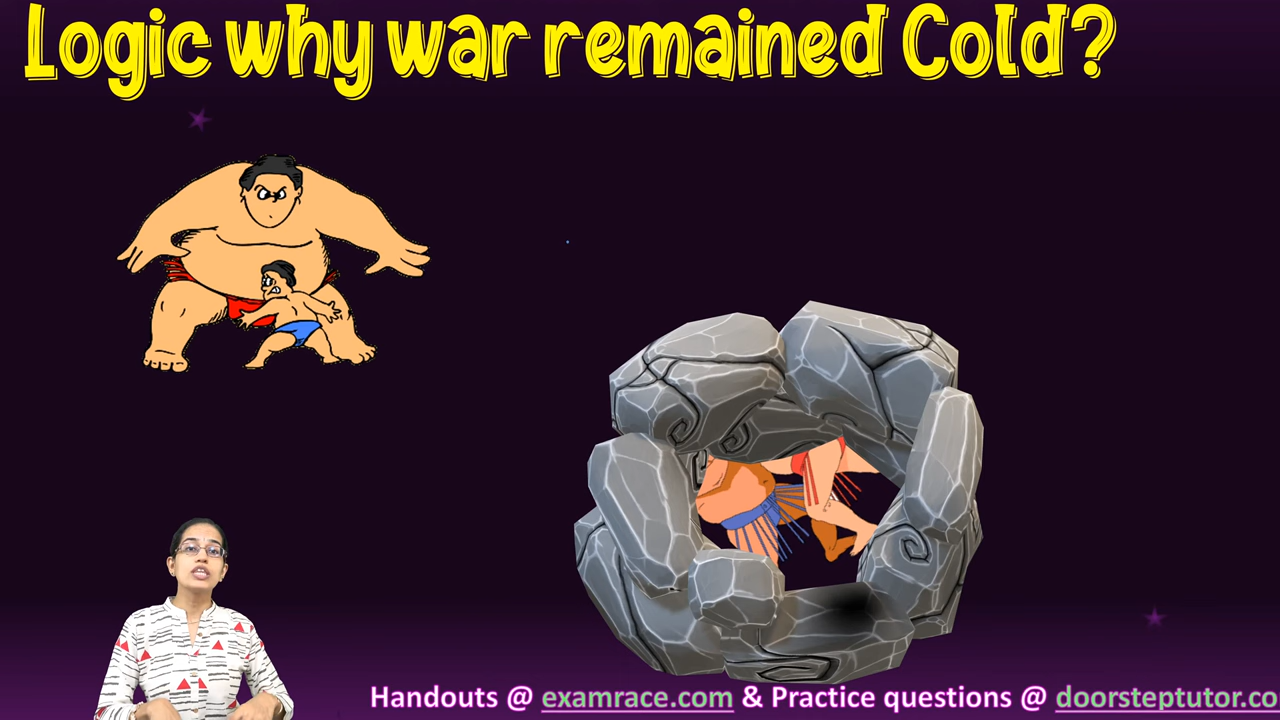 Logic why war remained Cold?
Handouts @ examrace.com & Practice questions @ doorsteptutor.co